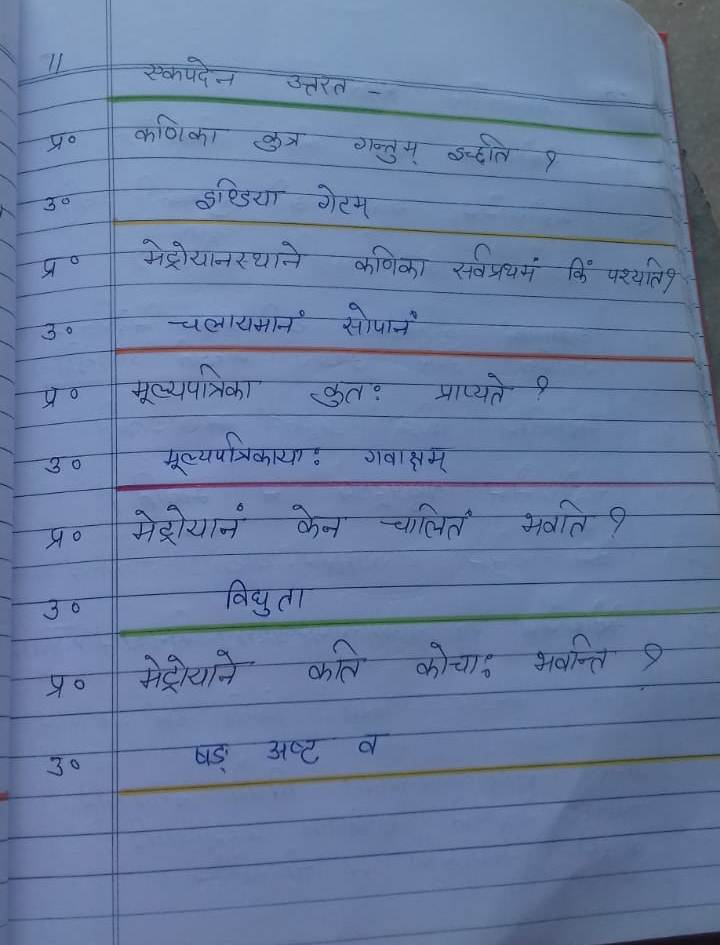 11
एकपदेन उत्तरत -
प्र० कणिका कुत्र गन्तुम् इच्छति ?
उ० इण्डिया गेटम्
प्र० मेट्रोयानस्थाने कणिका सर्वप्रथमं किं पश्यति?
उ० चलायमानं सोपानं
प्र० मूल्यपत्रिका कुतः प्राप्यते ?
उ० मूल्यपत्रिकायाः गवाक्षम्
प्र० मेट्रोयानं केन चालितं भवति ?
उ० विधुता
प्र० मेट्रोयाने कति कोचाः भवन्ति ?
उ० षड् अष्ट व